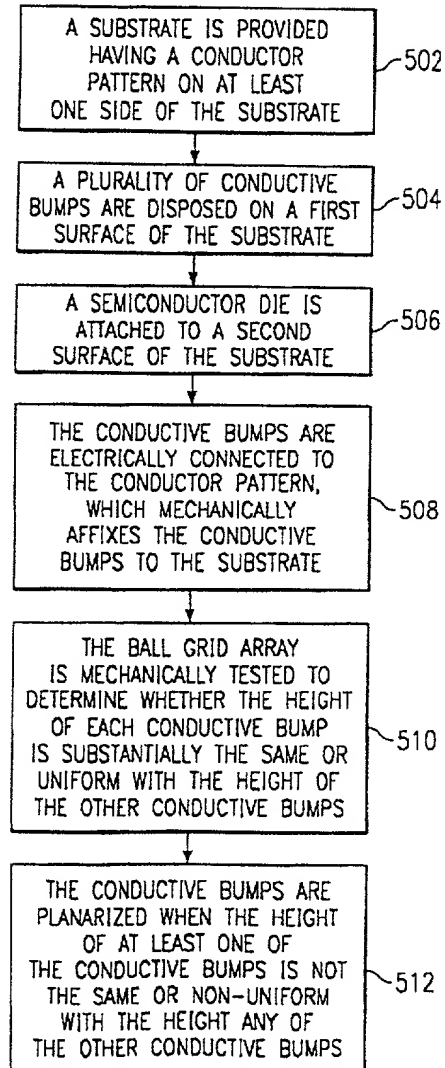 A SUBSTRATE IS PROVIDED
HAVING A CONDUCTOR
PATTERN ON AT LEAST
ONE SIDE OF THE SUBSTRATE
502
A PLURALITY OF CONDUCTIVE
BUMPS ARE DISPOSED ON A FIRST
SURFACE OF THE SUBSTRATE
504
A SEMICONDUCTOR DIE IS
ATTACHED TO A SECOND
SURFACE OF THE SUBSTRATE
506
THE CONDUCTIVE BUMPS ARE
ELECTRICALLY CONNECTED TO
THE CONDUCTOR PATTERN,
WHICH MECHANICALLY
AFFIXES THE CONDUCTIVE
BUMPS TO THE SUBSTRATE
508
THE BALL GRID ARRAY
IS MECHANICALLY TESTED TO
DETERMINE WHETHER THE HEIGHT
OF EACH CONDUCTIVE BUMP
IS SUBSTANTIALLY THE SAME OR
UNIFORM WITH THE HEIGHT OF
THE OTHER CONDUCTIVE BUMPS
510
THE CONDUCTIVE BUMPS ARE
PLANARIZED WHEN THE HEIGHT
OF AT LEAST ONE OF
THE CONDUCTIVE BUMPS IS NOT
THE SAME OR NON-UNIFORM
WITH THE HEIGHT ANY OF
THE OTHER CONDUCTIVE BUMPS
512